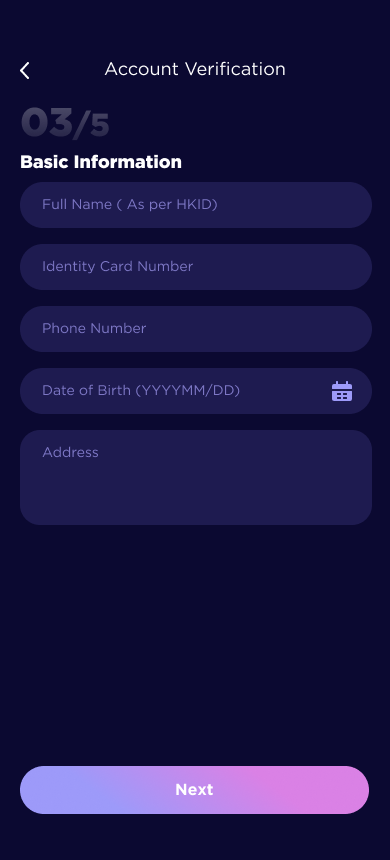 Account Verification
03/5
Basic Information
Full Name ( As per HKID)
Identity Card Number
Phone Number
Date of Birth (YYYYMM/DD)
Address
Next